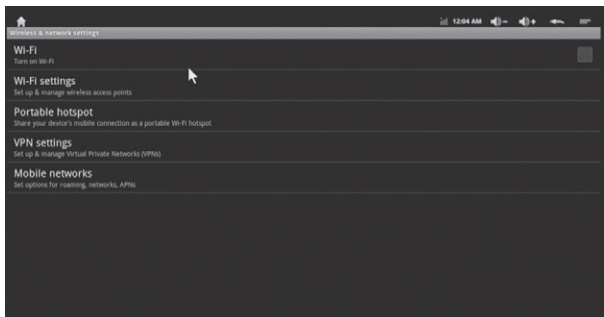 12:04 AM
Wireless & network settings
Wi-Fi
Turn on Wi-Fi
Wi-Fi settings
Set up & manage wireless access points
Portable hotspot
Share your device's mobile connection as a portable Wi-Fi hotspot
VPN settings
Set up & manage Virtual Private Networks (VPNs)
Mobile networks
Set options for roaming, networks, APNs